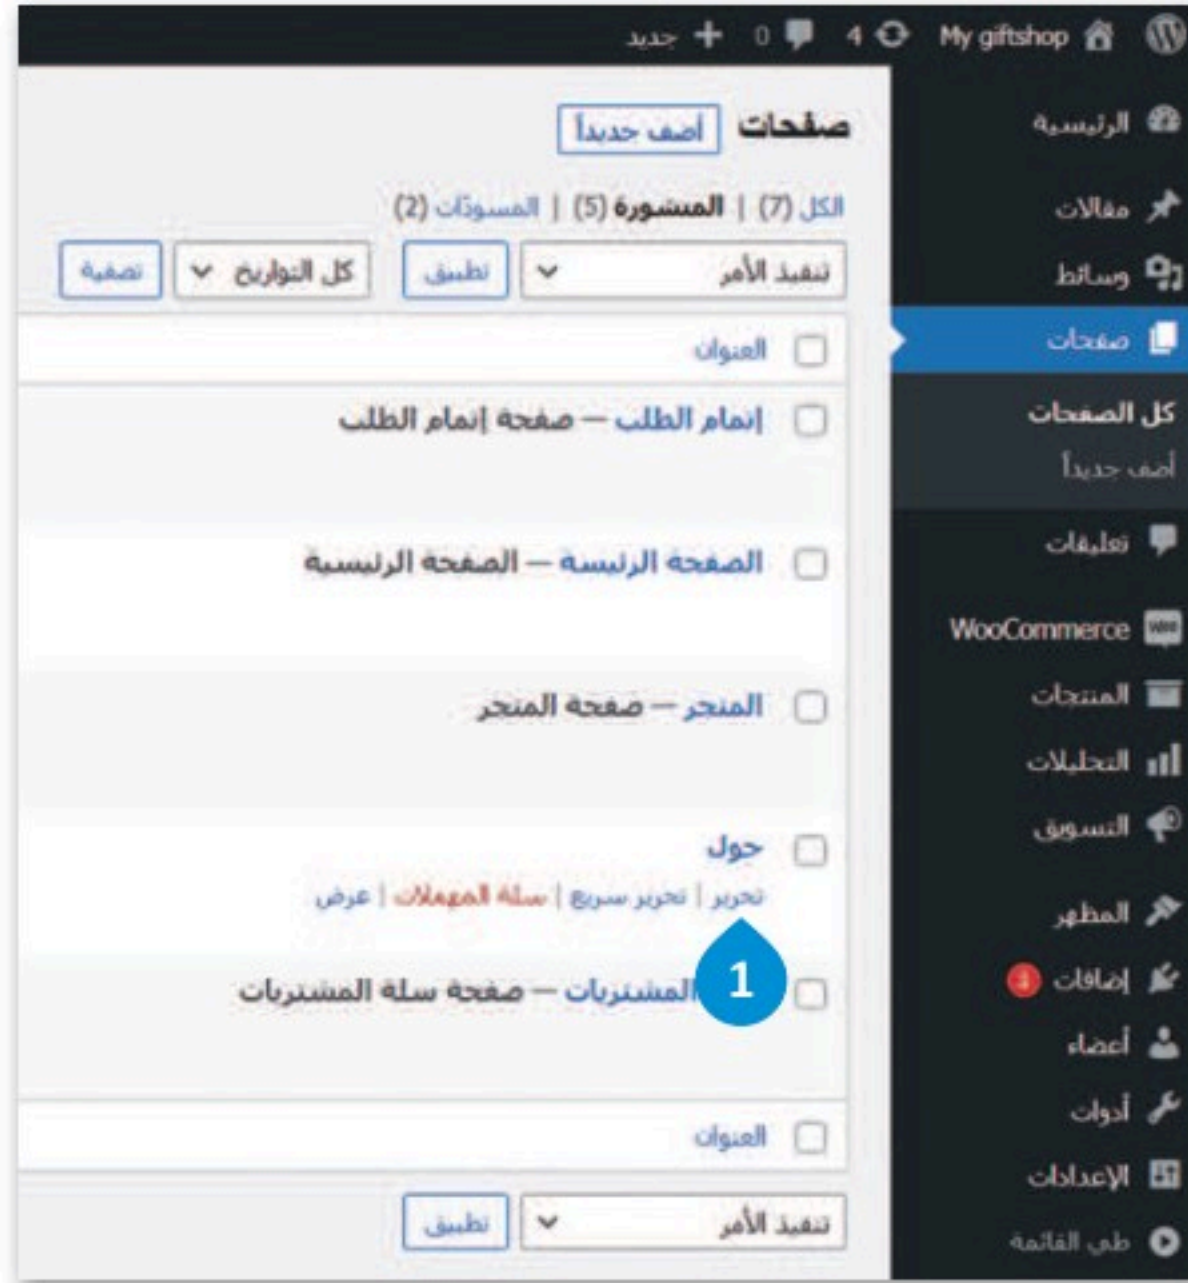 My giftshop 4 0 + جديد
الرئيسية
مقالات
وسائط
صفحات
كل الصفحات
أضف جديداً
تعليقات
WooCommerce
المنتجات
التحليلات
التسويق
المظهر
إضافات 3
أعضاء
أدوات
الإعدادات
طي القائمة
صفحات أضف جديداً
الكل (7) | المنشورة (5) | المسودّات (2)
تنفيذ الأمر تطبيق كل التواريخ تصفية
العنوان
إتمام الطلب — صفحة إتمام الطلب
الصفحة الرئيسة — الصفحة الرئيسية
المتجر — صفحة المتجر
حول
تحرير | تحرير سريع | سلة المهملات | عرض
1
المشتريات — صفحة سلة المشتريات
العنوان
تنفيذ الأمر تطبيق